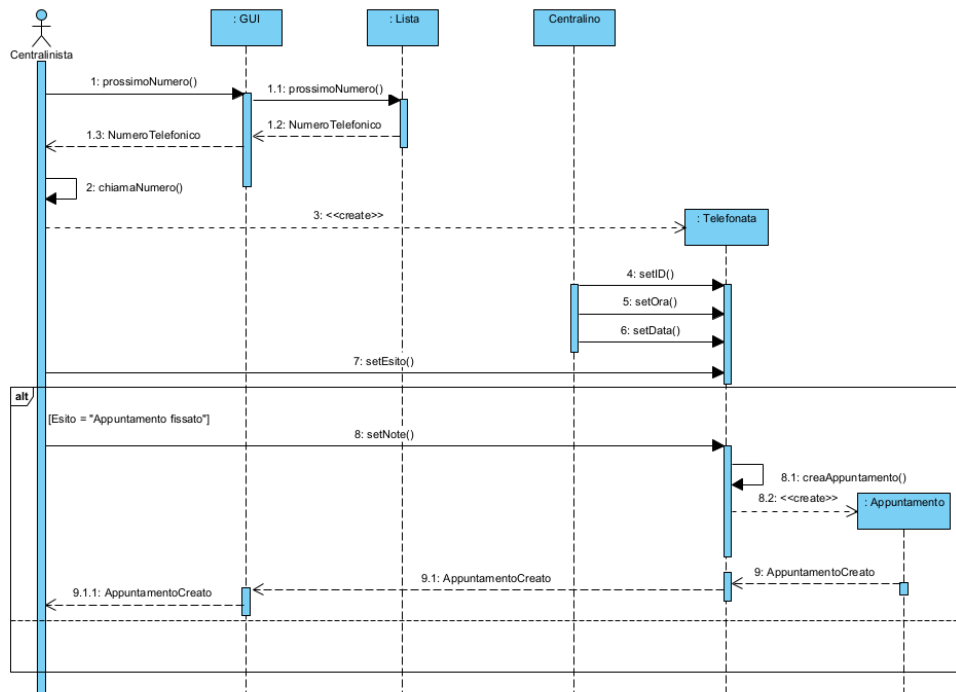 : GUI
: Lista
Centralino
Centralinista
1: prossimoNumero()
1.1: prossimoNumero()
1.2: NumeroTelefonico
1.3: NumeroTelefonico
2: chiamaNumero()
3: <<create>>
: Telefonata
4: setID()
5: setOra()
6: setData()
7: setEsito()
alt
[Esito = "Appuntamento fissato"]
8: setNote()
8.1: creaAppuntamento()
8.2: <<create>>
: Appuntamento
9: AppuntamentoCreato
9.1: AppuntamentoCreato
9.1.1: AppuntamentoCreato